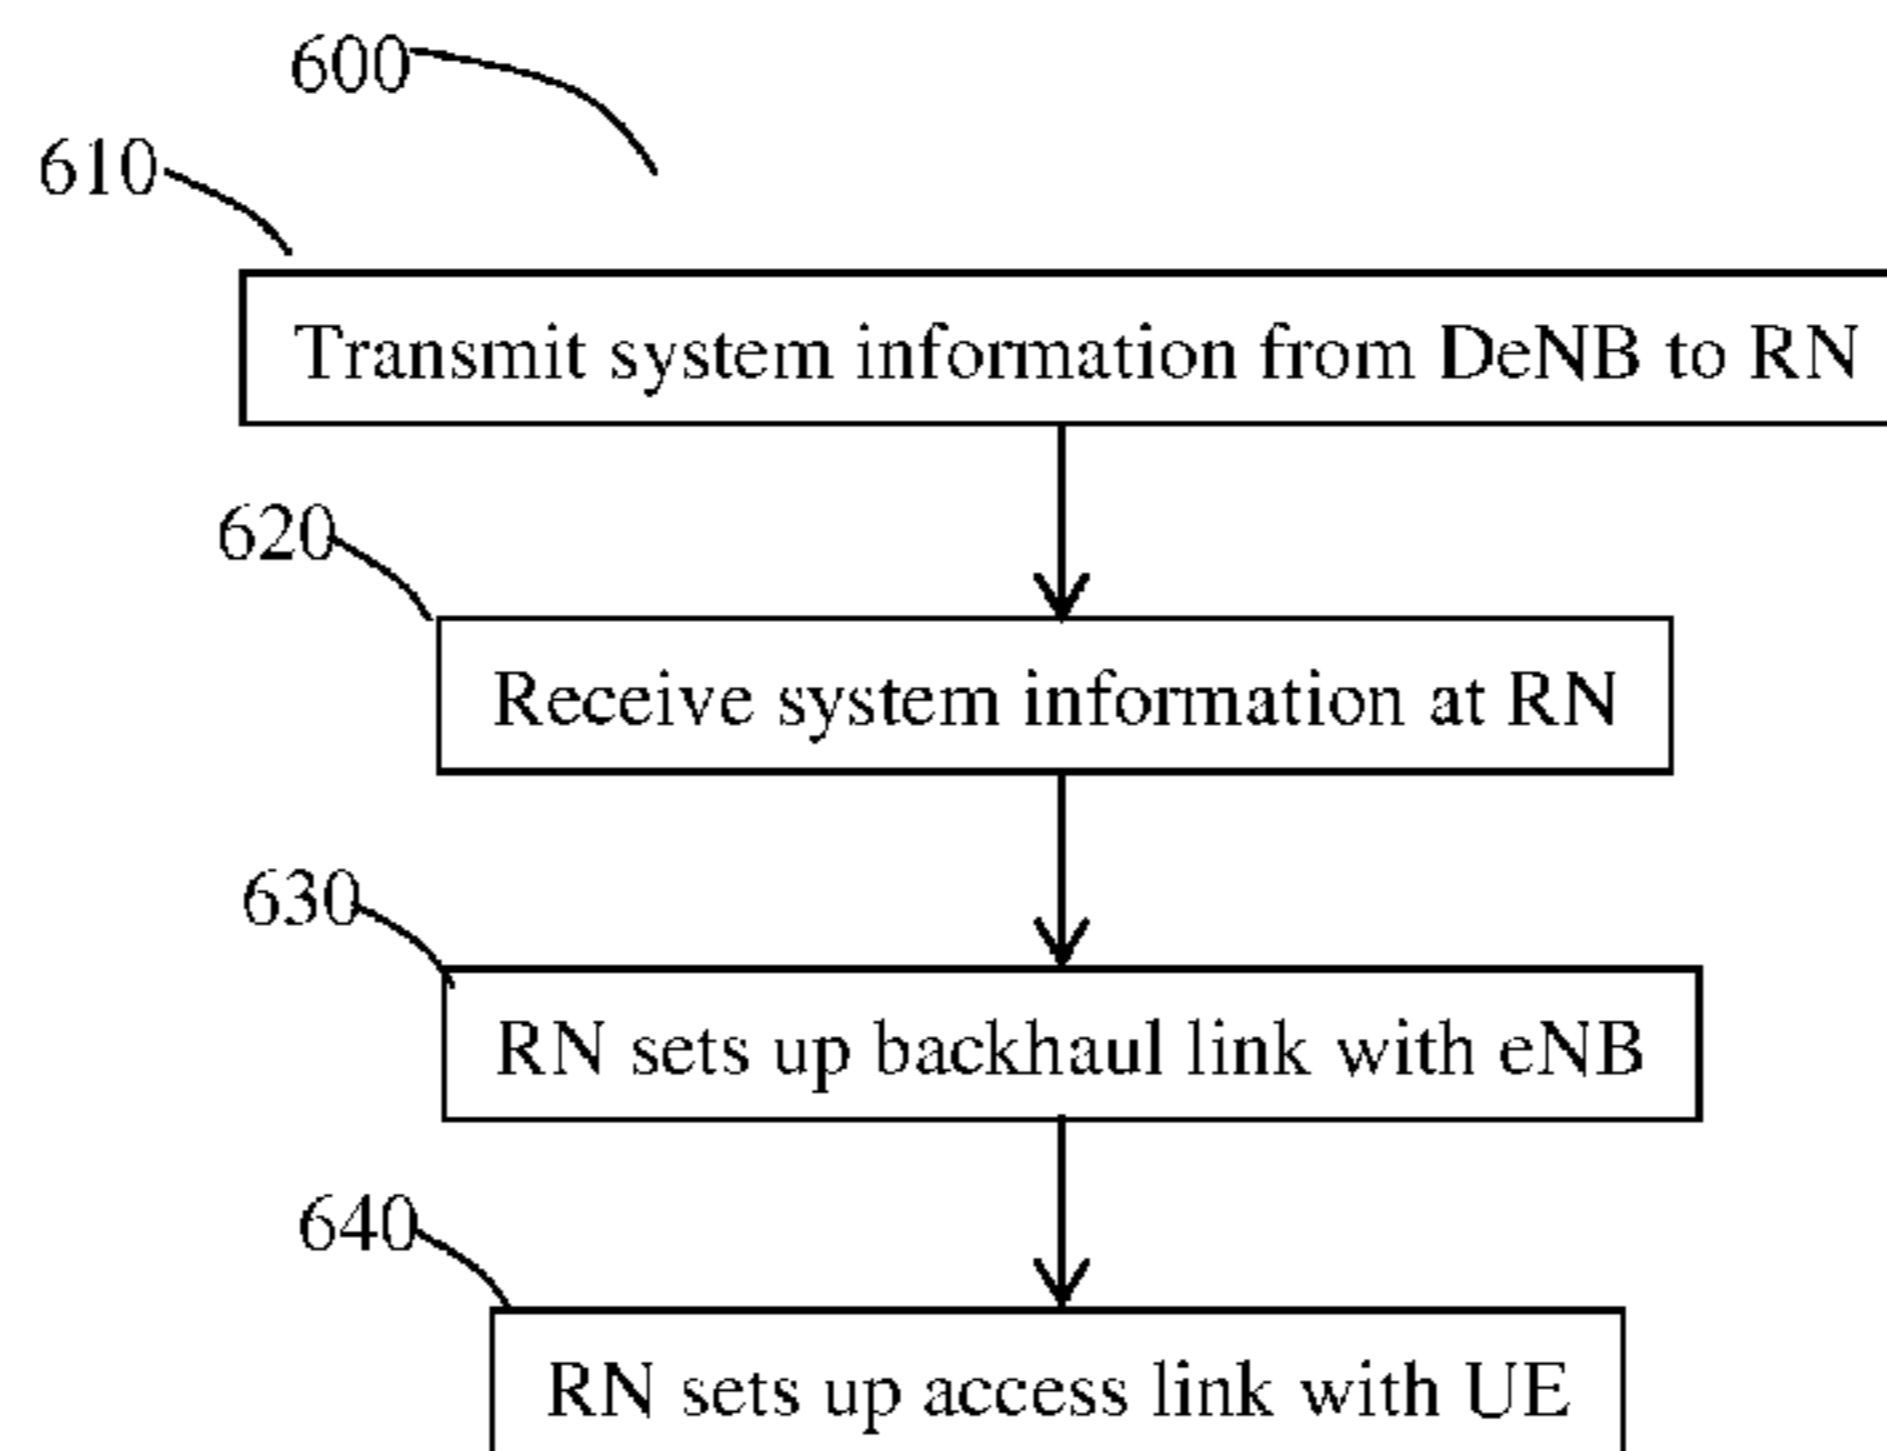 600
610
Transmit system information from DeNB to RN
620
Receive system information at RN
630
RN sets up backhaul link with eNB
640
RN sets up access link with UE